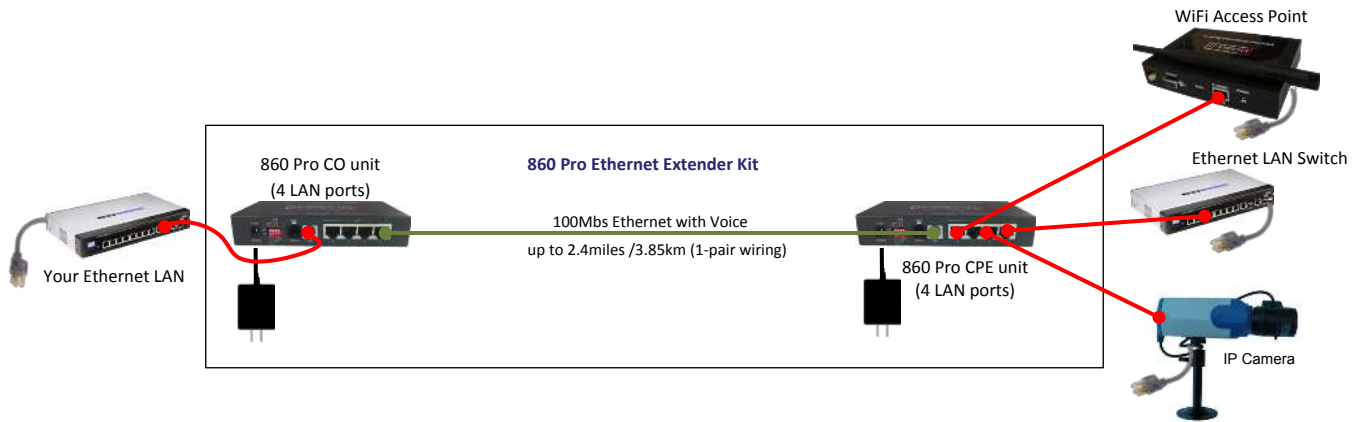 WiFi Access Point
860 Pro CO unit
(4 LAN ports)
860 Pro Ethernet Extender Kit
Ethernet LAN Switch
100Mbs Ethernet with Voice
up to 2.4miles /3.85km (1-pair wiring)
Your Ethernet LAN
860 Pro CPE unit
(4 LAN ports)
IP Camera